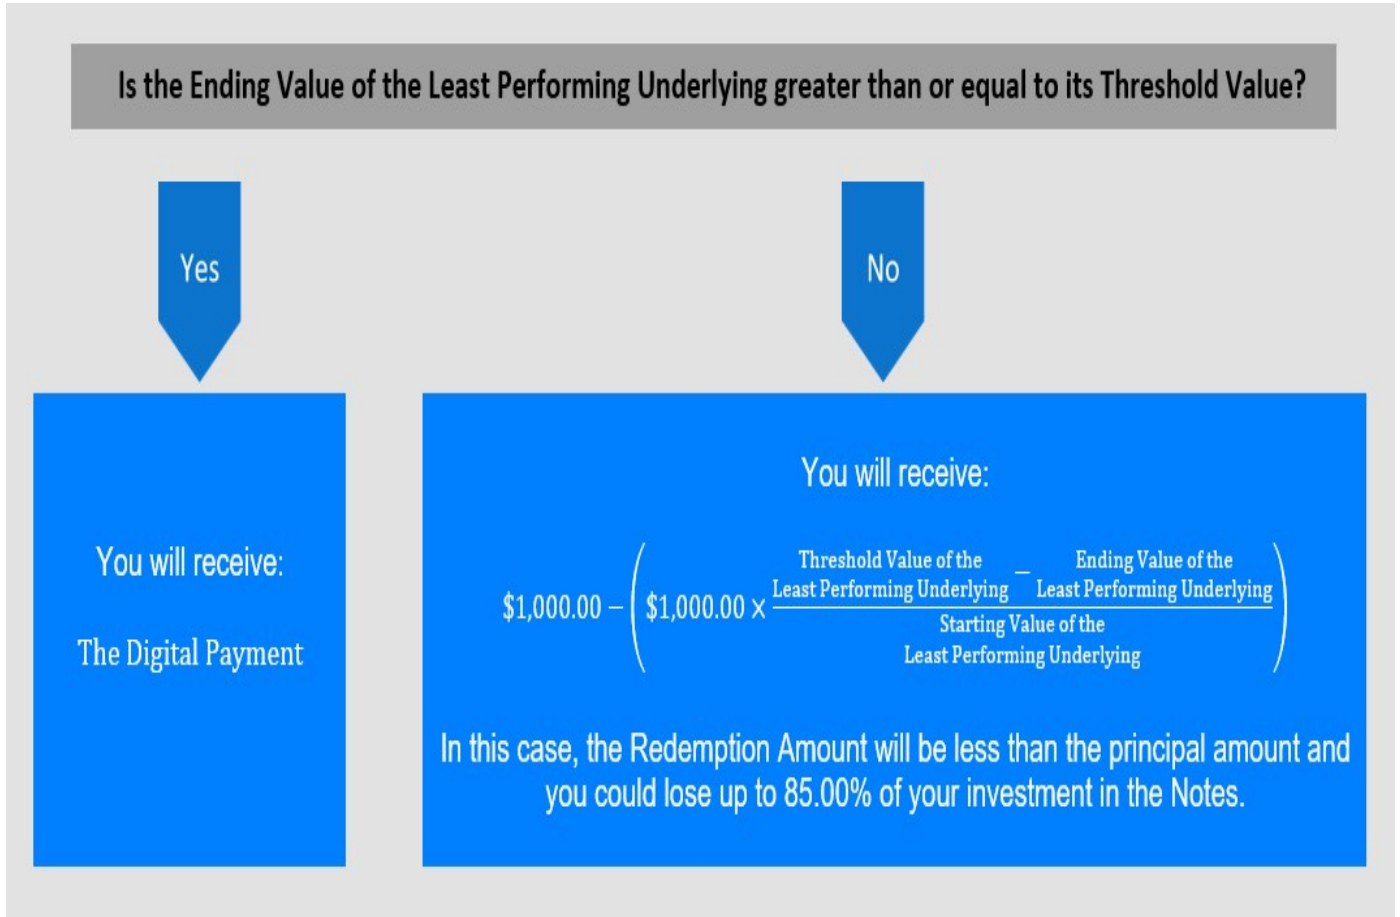 Is the Ending Value of the Least Performing Underlying greater than or equal to its Threshold Value?
Yes
No
You will receive:
The Digital Payment
You will receive:
$1,000.00 − ( $1,000.00 × 
Threshold Value of the
Least Performing Underlying
−
Ending Value of the
Least Performing Underlying
Starting Value of the
Least Performing Underlying
)
In this case, the Redemption Amount will be less than the principal amount and
you could lose up to 85.00% of your investment in the Notes.